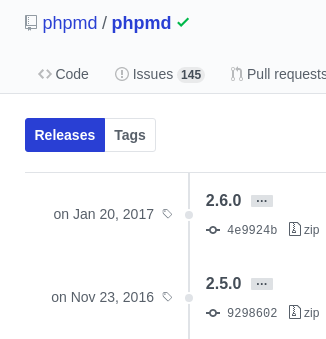 phpmd / phpmd
Code Issues 145 Pull requests
Releases Tags
on Jan 20, 2017 2.6.0 ...
4e9924b zip
on Nov 23, 2016 2.5.0 ...
9298602 zip